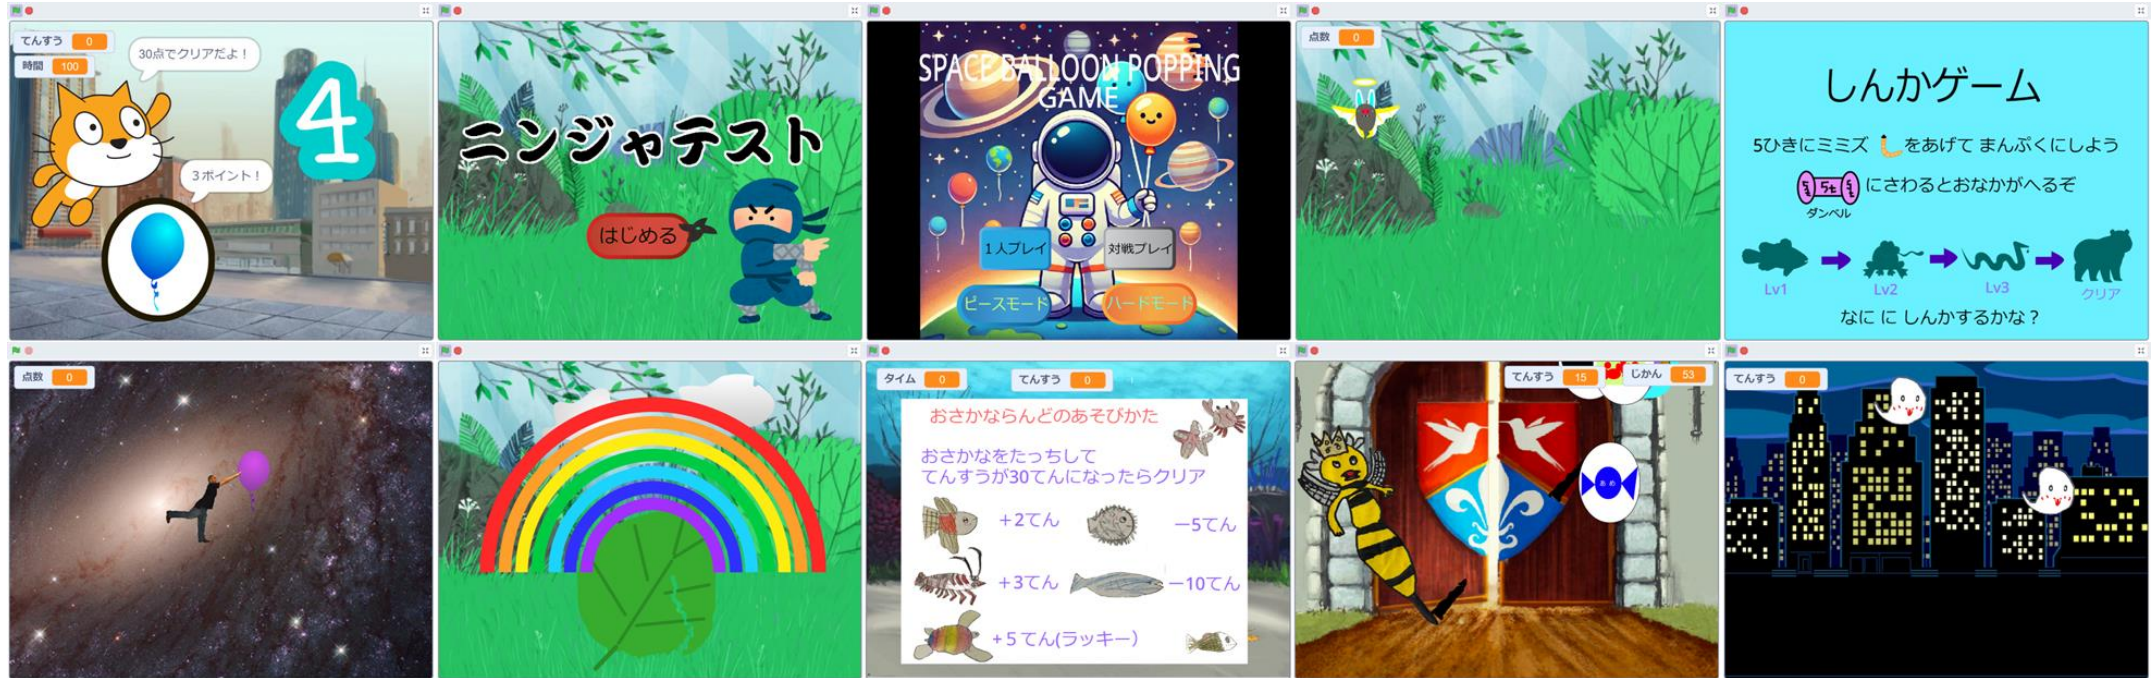 てんすう 0
時間 100
30点でクリアだよ！
4
３ポイント！
ニンジャテスト
はじめる
SPACE BALLOON POPPING
GAME
１人プレイ
対戦プレイ
ピースモード
ハードモード
点数 0
しんかゲーム
5ひきにミミズ をあげて まんぷくにしよう
5t にさわるとおなかがへるぞ
ダンベル
Lv1
Lv2
Lv3
クリア
なに に しんかするかな？
点数 0
タイム 0
てんすう 0
おさかならんどのあそびかた
おさかなをたっちして
てんすうが30てんになったらクリア
＋2てん
－5てん
＋3てん
－10てん
＋５てん(ラッキー）
てんすう 15
じかん 53
あめ
てんすう 0